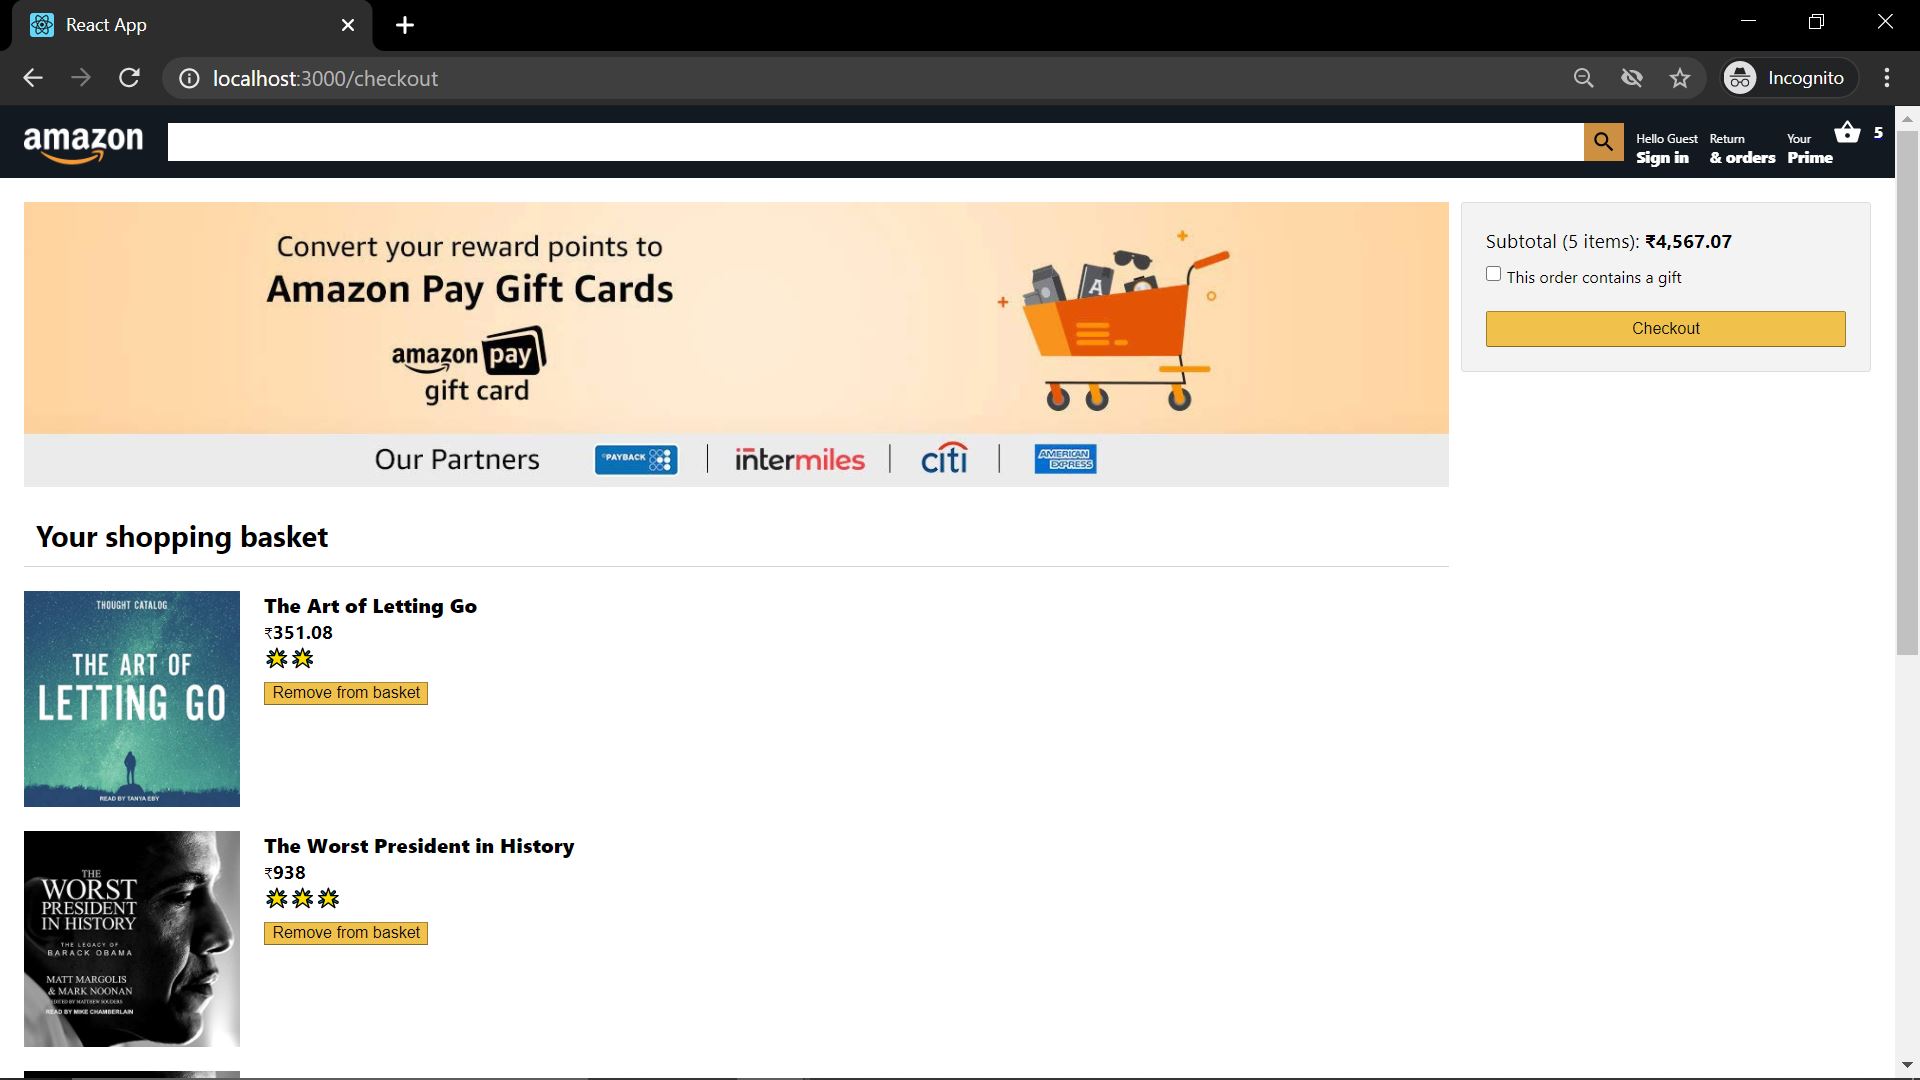 React App
localhost:3000/checkout
Incognito
amazon
Hello Guest
Sign in
Return
& orders
Your
Prime
5
Convert your reward points to
Amazon Pay Gift Cards
amazon pay
gift card
Our Partners
PAYBACK
intermiles
citi
AMERICAN
EXPRESS
Subtotal (5 items): ₹4,567.07
This order contains a gift
Checkout
Your shopping basket
THOUGHT CATALOG
THE ART OF
LETTING GO
READ BY TANYA EBY
The Art of Letting Go
₹351.08
Remove from basket
THE
WORST
PRESIDENT
IN HISTORY
THE LEGACY OF
BARACK OBAMA
MATT MARGOLIS
& MARK NOONAN
EDITED BY MATTHEW SOUDERS
READ BY MIKE CHAMBERLAIN
The Worst President in History
₹938
Remove from basket